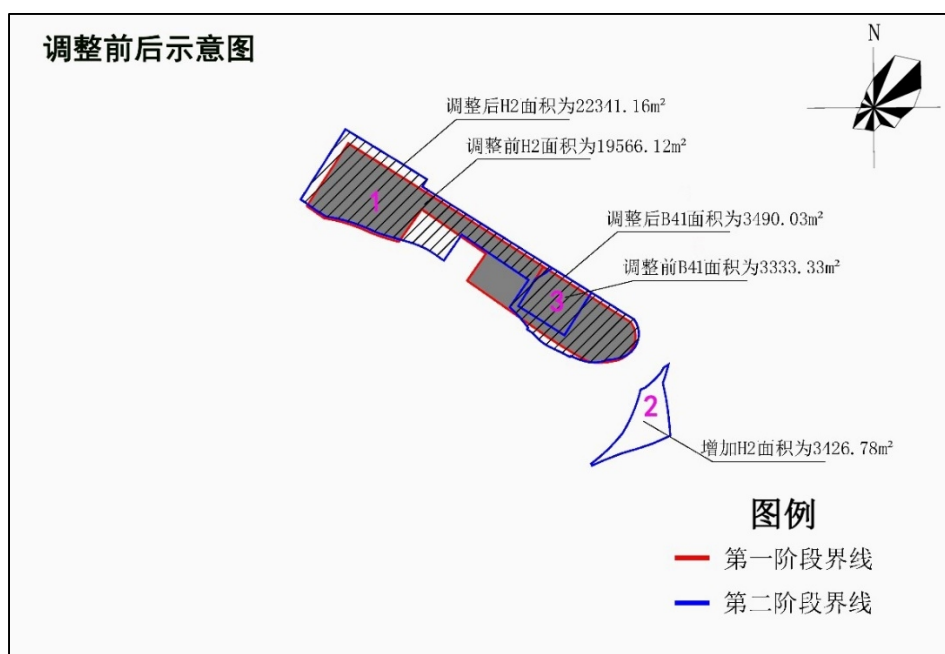 调整前后示意图
N
调整后H2面积为22341.16m²
调整前H2面积为19566.12m²
调整后B41面积为3490.03m²
调整前B41面积为3333.33m²
1
3
2
增加H2面积为3426.78m²
图例
第一阶段界线
第二阶段界线